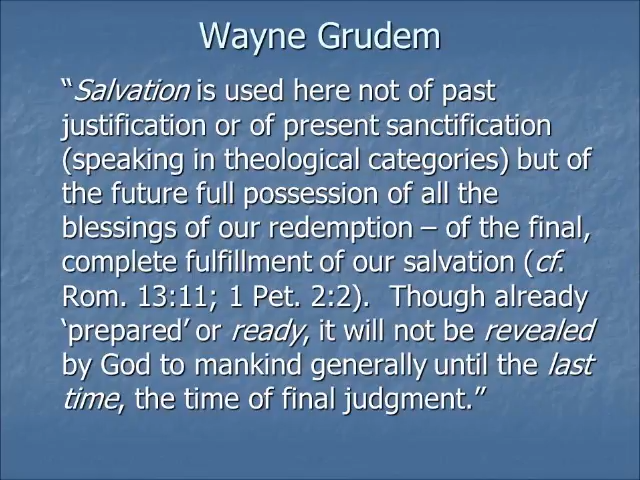 Wayne Grudem
“Salvation is used here not of past
justification or of present sanctification
(speaking in theological categories) but of
the future full possession of all the
blessings of our redemption – of the final,
complete fulfillment of our salvation (cf.
Rom. 13:11; 1 Pet. 2:2).  Though already
‘prepared’ or ready, it will not be revealed
by God to mankind generally until the last
time, the time of final judgment.”